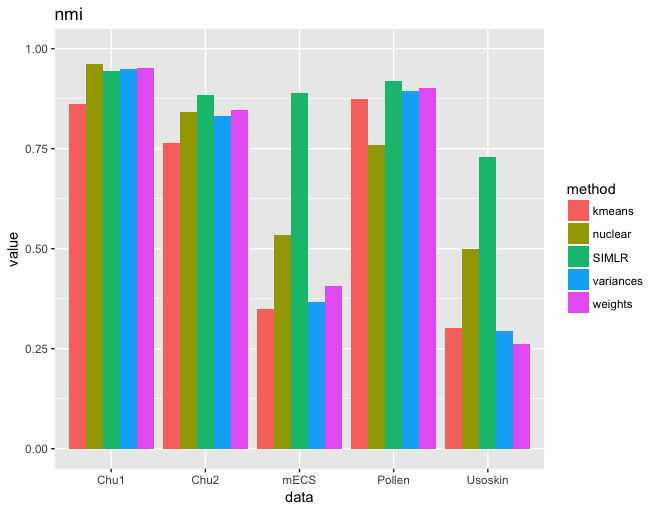 nmi
1.00
0.75
0.50
0.25
0.00
value
Chu1 Chu2 mECS Pollen Usoskin
data
method
kmeans
nuclear
SIMLR
variances
weights